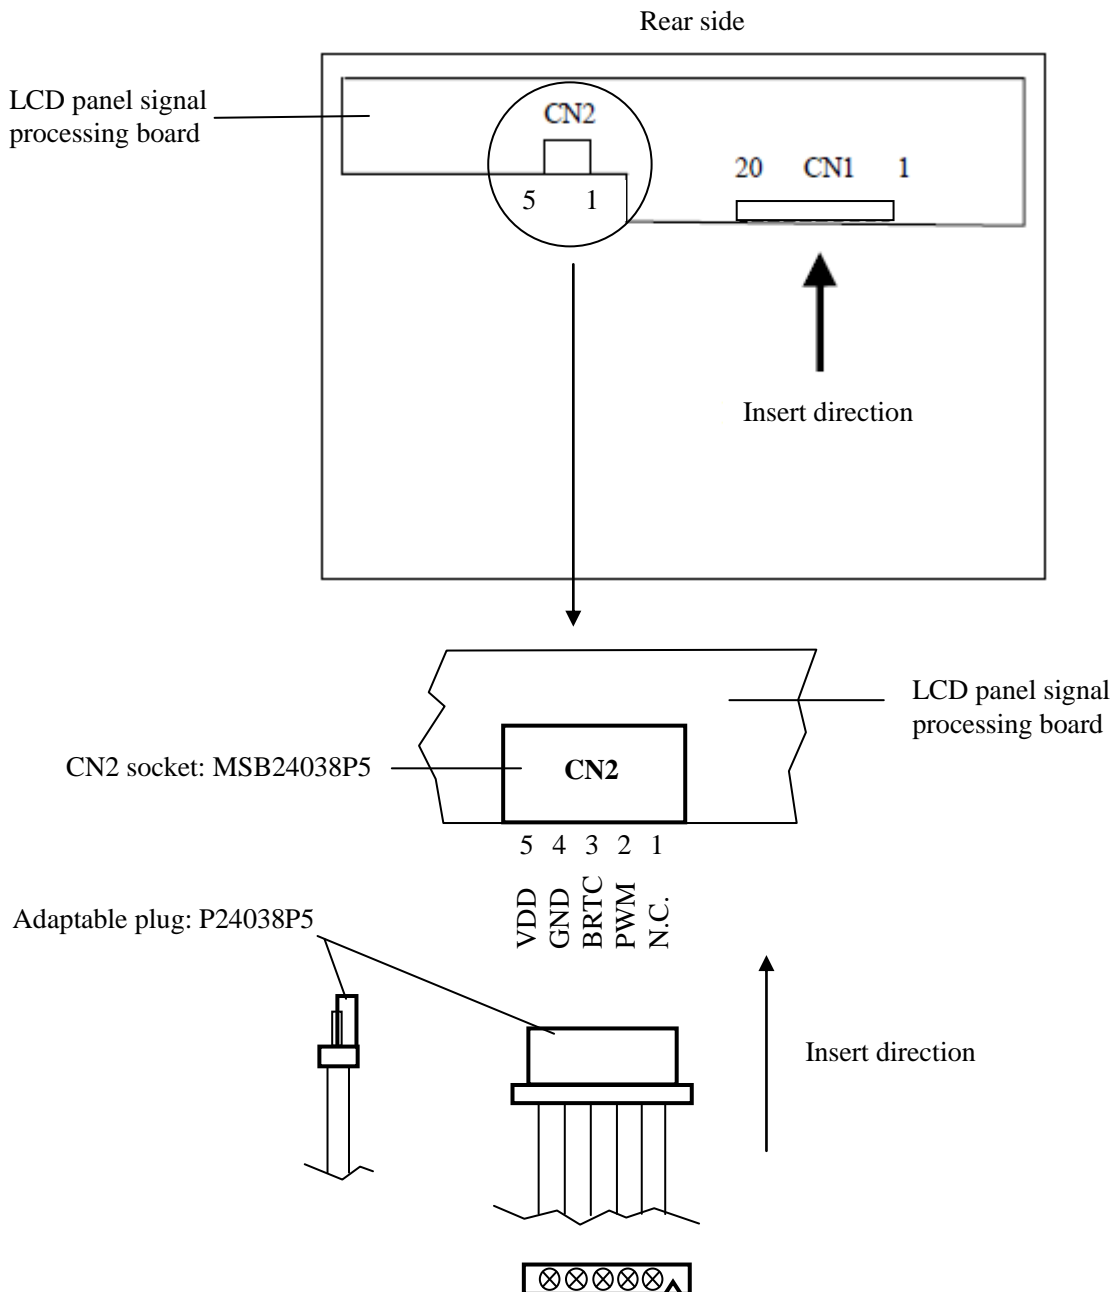 Rear side
LCD panel signal
processing board
CN2
5 1
20 CN1 1
Insert direction
LCD panel signal
processing board
CN2 socket: MSB24038P5
CN2
5 4 3 2 1
VDD
GND
BRTC
PWM
N.C.
Adaptable plug: P24038P5
Insert direction